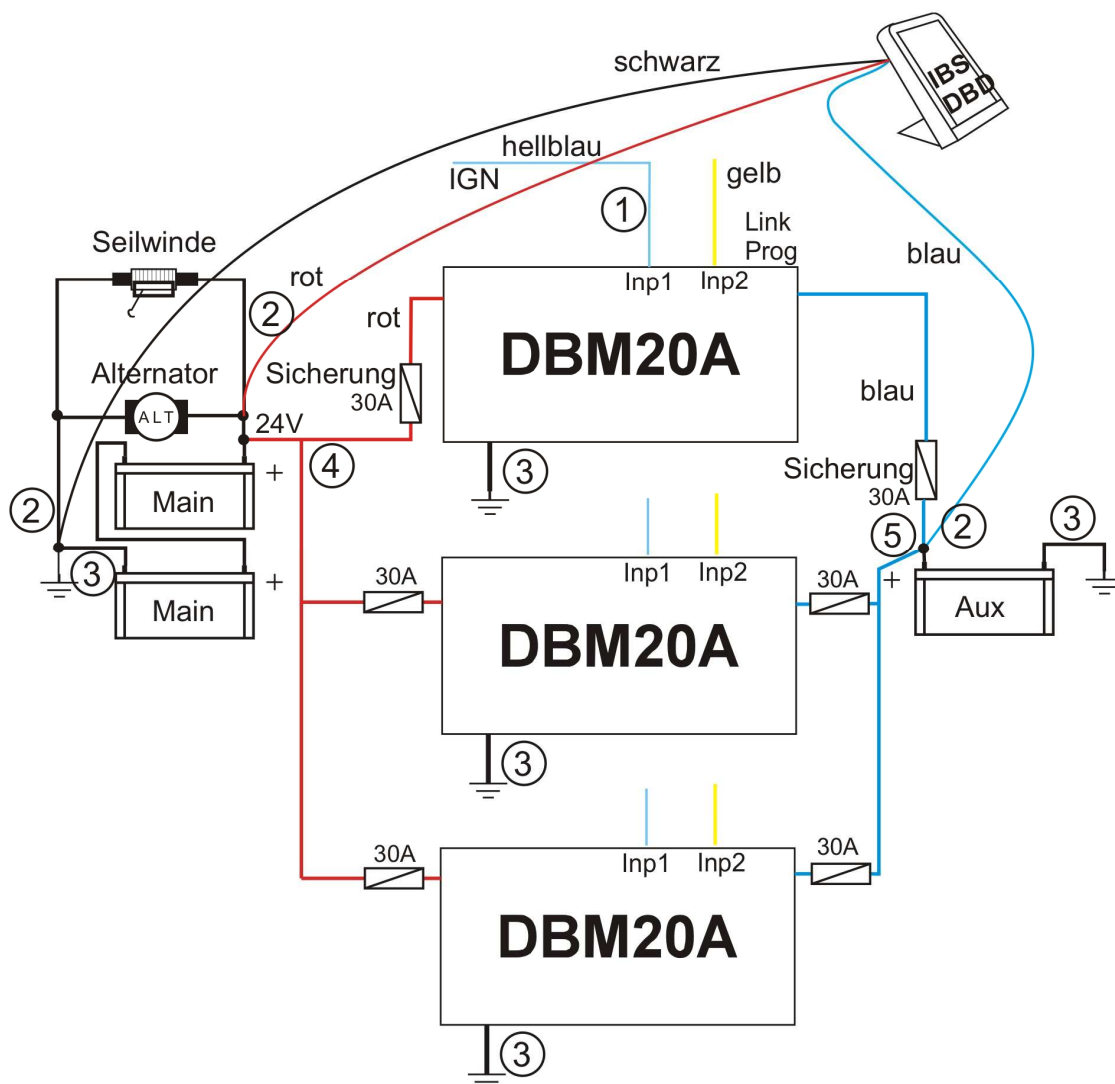 schwarz
IBS
DBD
hellblau
IGN
1
gelb
Link
Prog
blau
Seilwinde
rot
2
rot
Inp1
Inp2
DBM20A
Alternator
ALT
Sicherung
30A
24V
4
blau
3
+
Main
2
Sicherung
30A
5
2
3
3
+
Main
30A
Inp1
Inp2
DBM20A
30A
+
Aux
3
30A
Inp1
Inp2
DBM20A
30A
3